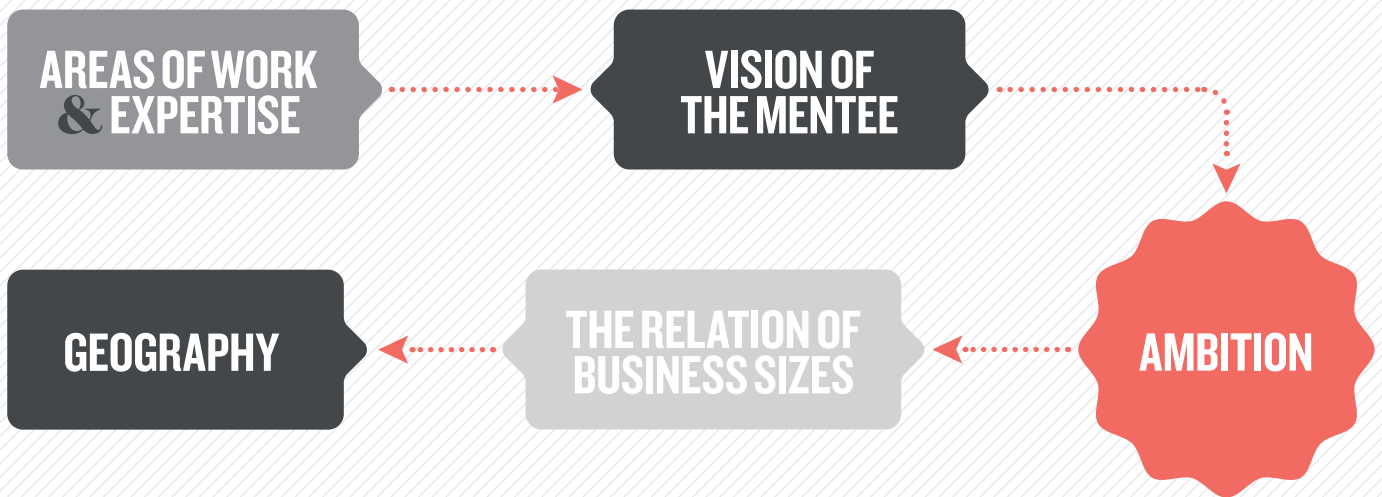 AREAS OF WORK
& EXPERTISE
VISION OF
THE MENTEE
AMBITION
THE RELATION OF
BUSINESS SIZES
GEOGRAPHY